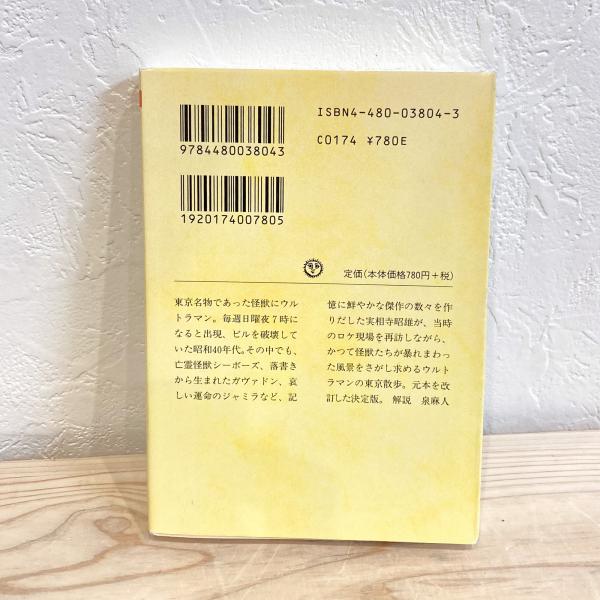 ISBN4-480-03804-3
9784480038043
C0174 ¥780E
1920174007805
定価(本体価格780円+税)
東京名物であった怪獣にウル
トラマン。毎週日曜夜7時に
なると出現、ビルを破壊して
いた昭和40年代。その中でも、
亡霊怪獣シーボーズ、落書き
から生まれたガヴァドン、哀
しい運命のジャミラなど、記
憶に鮮やかな傑作の数々を作
りだした実相寺昭雄が、当時
のロケ現場を再訪しながら、
かつて怪獣たちが暴れまわっ
た風景をさがし求めるウルト
ラマンの東京散歩。元本を改
訂した決定版。 解説 泉麻人